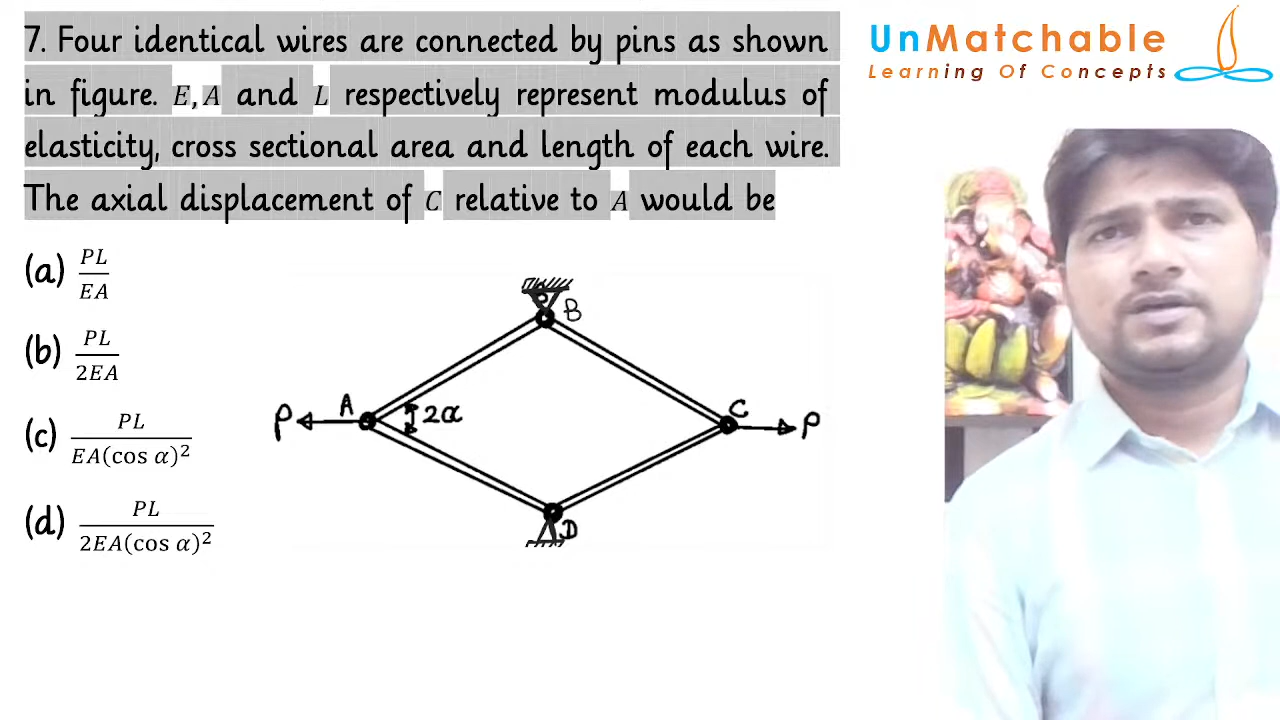 7. Four identical wires are connected by pins as shown
in figure. E, A and L respectively represent modulus of
elasticity, cross sectional area and length of each wire.
The axial displacement of C relative to A would be
(a) PL/EA
(b) PL/2EA
(c) PL/EA(cos α)²
(d) PL/2EA(cos α)²
B
A
2α
C
P
P
D
UnMatchable
Learning Of Concepts